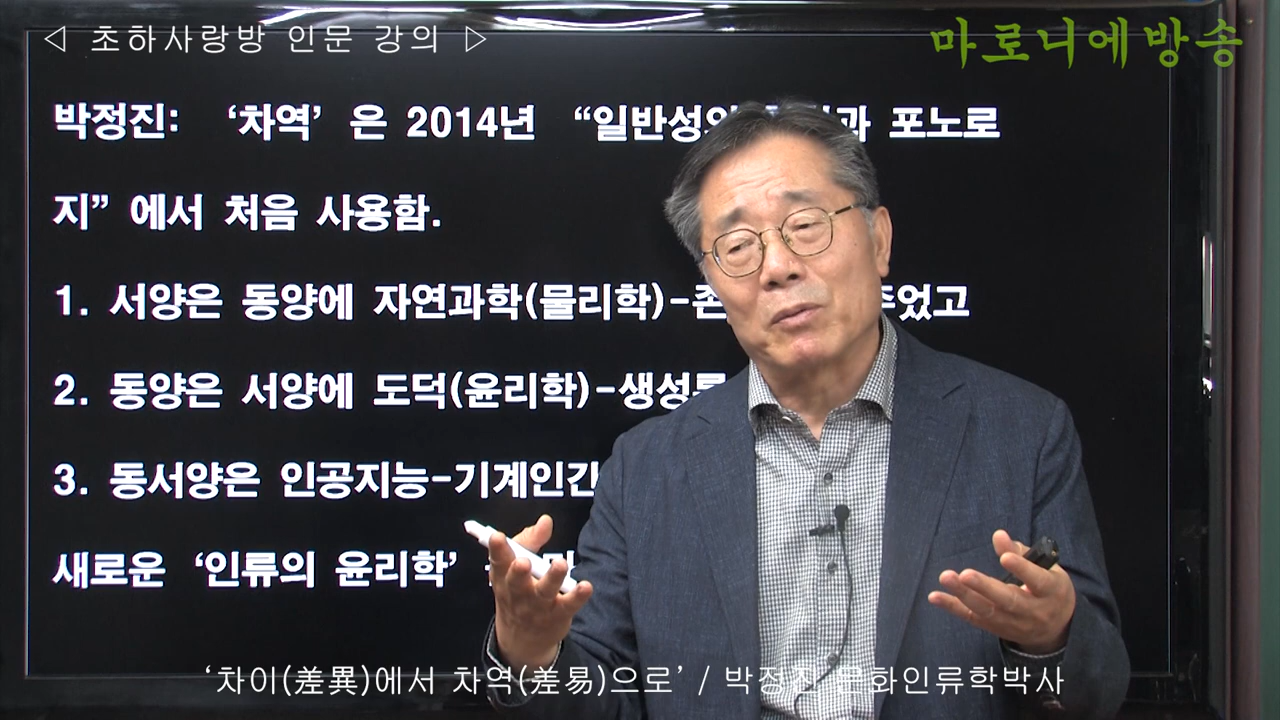 ◁ 초하사랑방 인문 강의 ▷
마로니에방송
박정진: ‘차역’은 2014년 “일반성의 포노로
지”에서 처음 사용함.
1. 서양은 동양에 자연과학(물리학)-존
2. 동양은 서양에 도덕(윤리학)-생성론
3. 동서양은 인공지능-기계인간
새로운 ‘인류의 윤리학’
‘차이(差異)에서 차역(差易)으로’ / 박정진 문화인류학박사